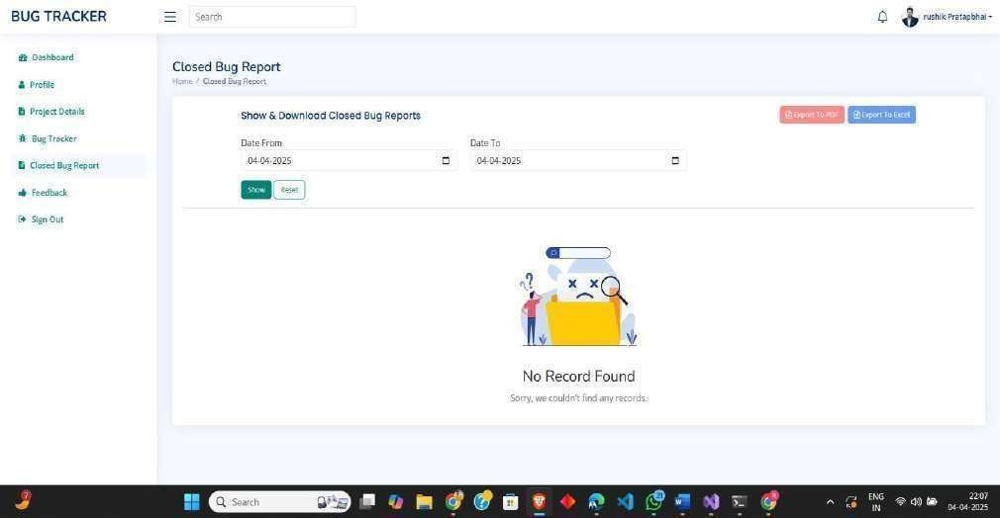 BUG TRACKER
Search
rushik Pratapbhai
Dashboard
Profile
Project Details
Bug Tracker
Closed Bug Report
Feedback
Sign Out
Closed Bug Report
Home / Closed Bug Report
Show & Download Closed Bug Reports
Export To PDF
Export To Excel
Date From
Date To
04-04-2025
04-04-2025
Show
Reset
? ?
No Record Found
Sorry, we couldn't find any records.
7
Search
21
ENG
IN
22:07
04-04-2025